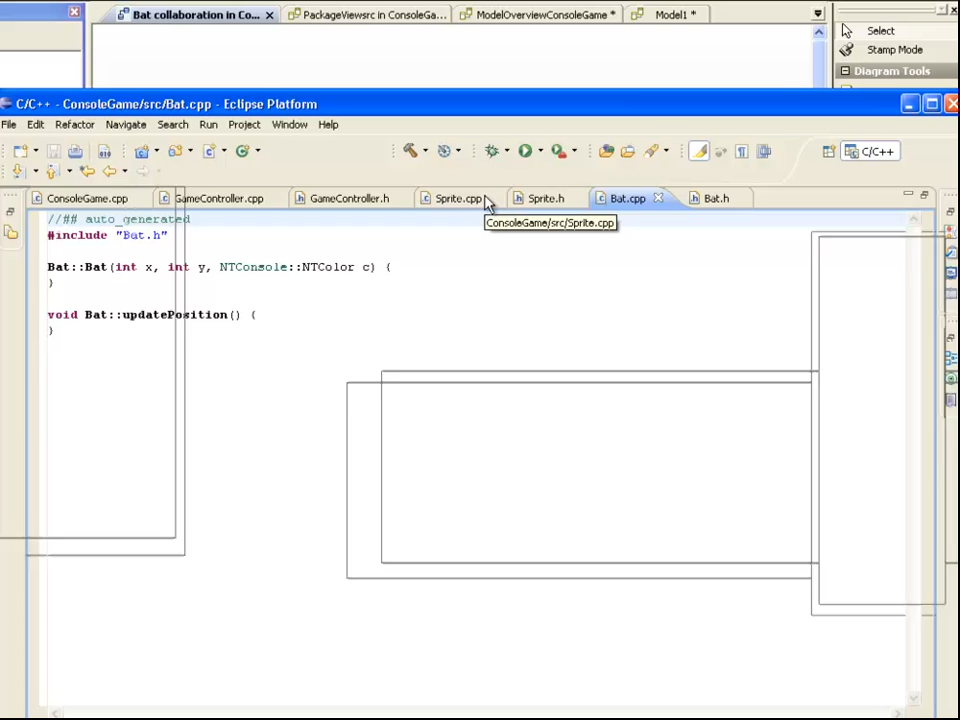 Bat collaboration in Co... PackageViewsrc in ConsoleGa... ModelOverviewConsoleGame * Model1 *
Select
Stamp Mode
Diagram Tools
C/C++ - ConsoleGame/src/Bat.cpp - Eclipse Platform
File Edit Refactor Navigate Search Run Project Window Help
C/C++
ConsoleGame.cpp GameController.cpp GameController.h Sprite.cpp Sprite.h Bat.cpp Bat.h
ConsoleGame/src/Sprite.cpp
//## auto_generated
#include "Bat.h"
Bat::Bat(int x, int y, NTConsole::NTColor c) {
}
void Bat::updatePosition() {
}